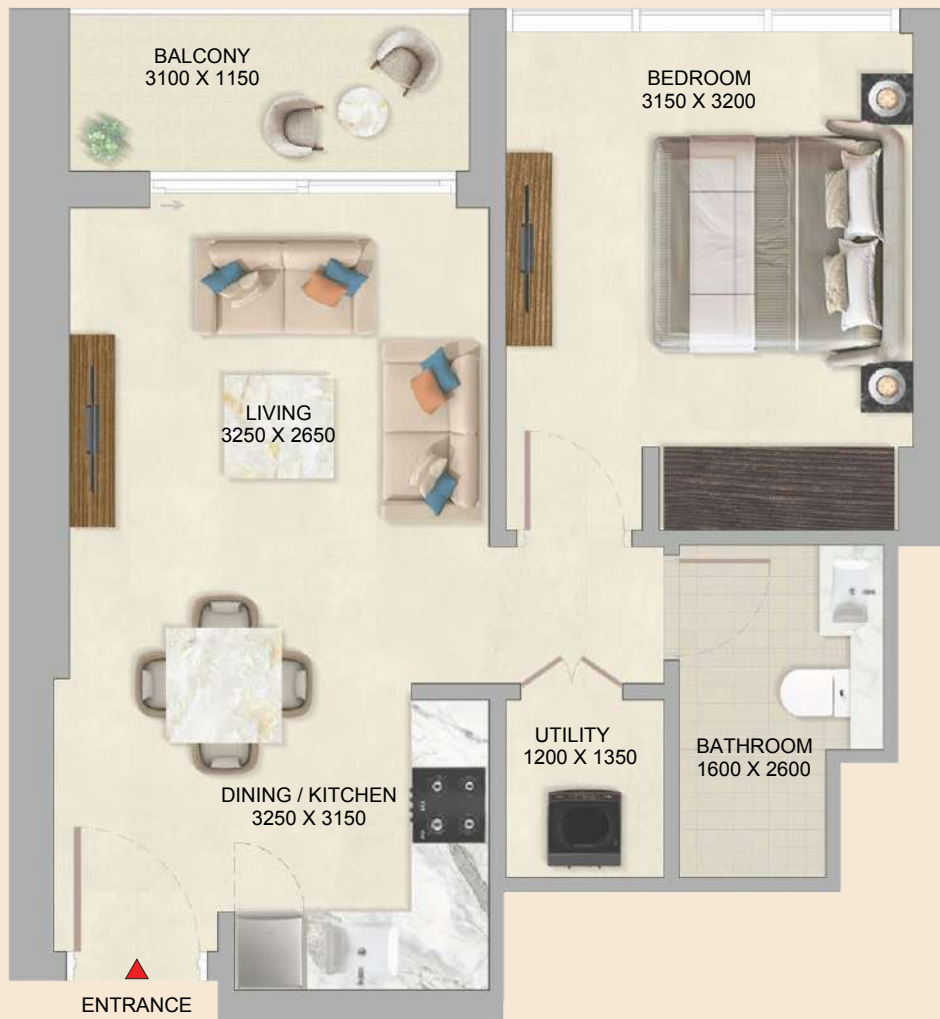 BALCONY
3100 X 1150
BEDROOM
3150 X 3200
LIVING
3250 X 2650
UTILITY
1200 X 1350
BATHROOM
1600 X 2600
DINING / KITCHEN
3250 X 3150
ENTRANCE